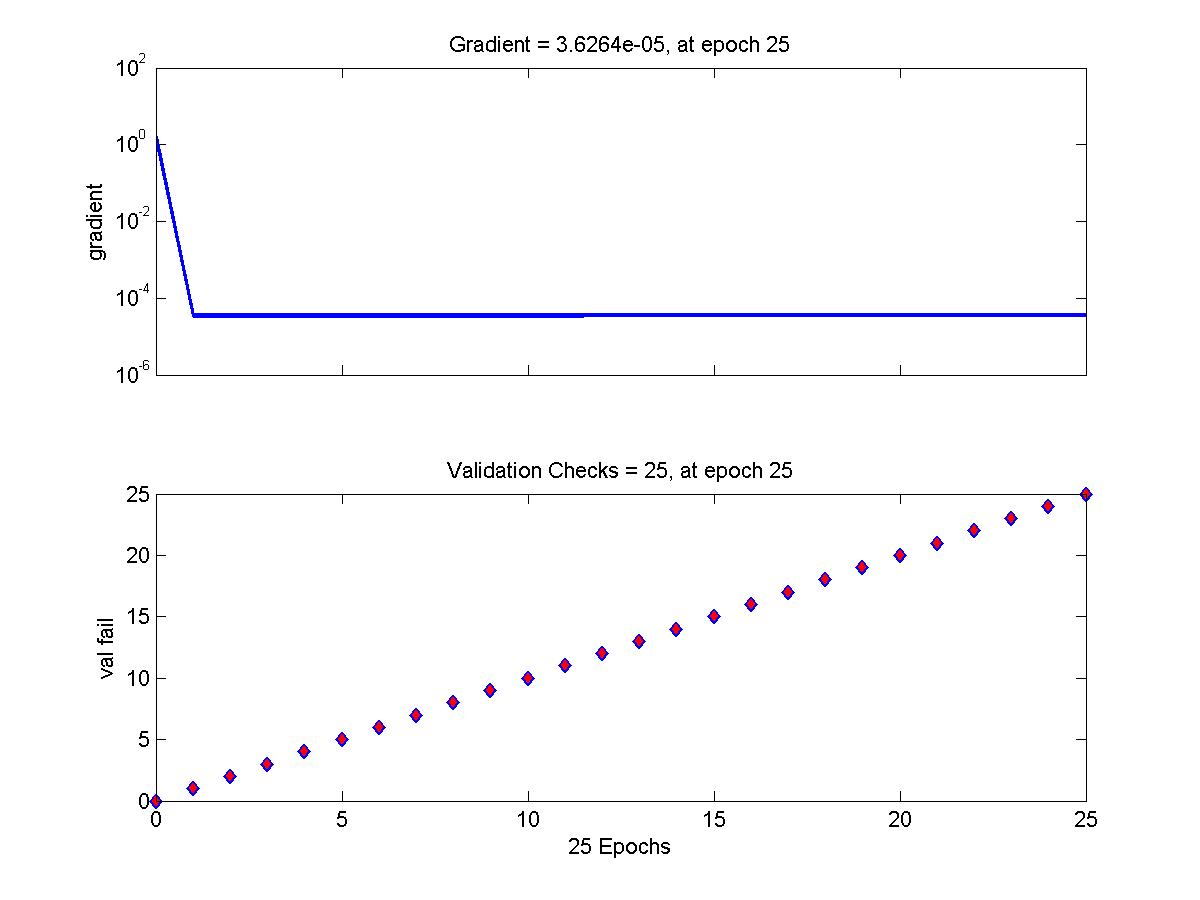 Gradient = 3.6264e-05, at epoch 25
10^2
10^0
10^-2
10^-4
10^-6
gradient
Validation Checks = 25, at epoch 25
25
20
15
10
5
0
val fail
0 5 10 15 20 25
25 Epochs